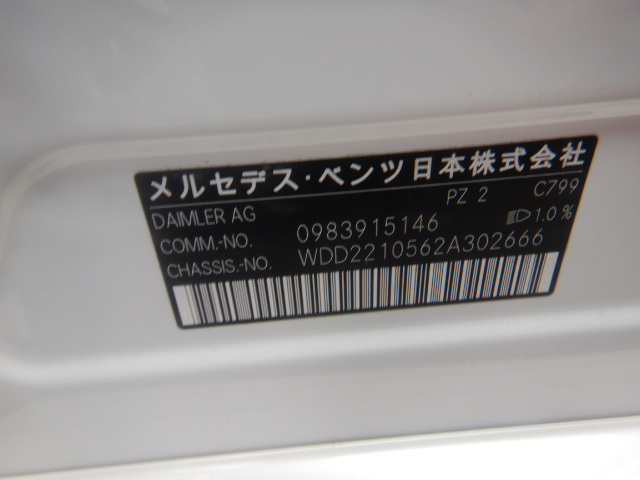 メルセデス・ベンツ日本株式会社
DAIMLER AG PZ 2 C799
COMM.-NO. 0983915146 1.0%
CHASSIS.-NO. WDD2210562A302666